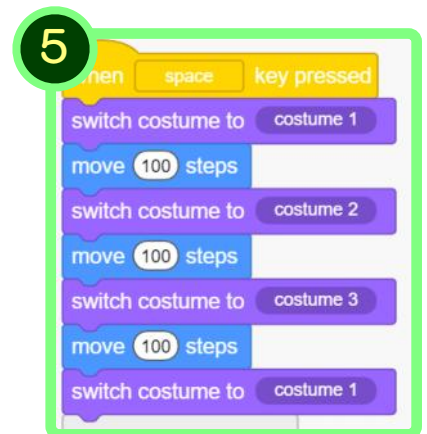 5
when space key pressed
switch costume to costume 1
move 100 steps
switch costume to costume 2
move 100 steps
switch costume to costume 3
move 100 steps
switch costume to costume 1